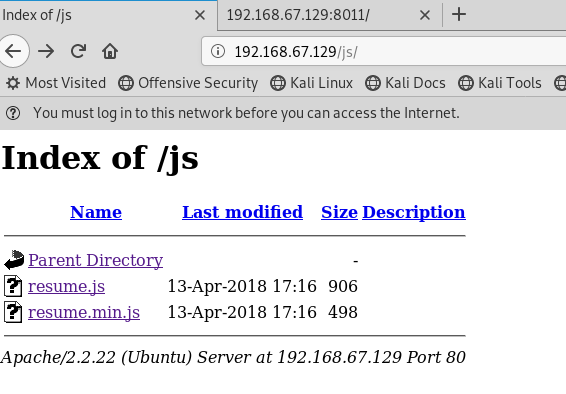 Index of /js × 192.168.67.129:8011/ × +
192.168.67.129/js/
Most Visited Offensive Security Kali Linux Kali Docs Kali Tools
You must log in to this network before you can access the Internet.
Index of /js
Name Last modified Size Description
Parent Directory -
resume.js 13-Apr-2018 17:16 906
resume.min.js 13-Apr-2018 17:16 498
Apache/2.2.22 (Ubuntu) Server at 192.168.67.129 Port 80